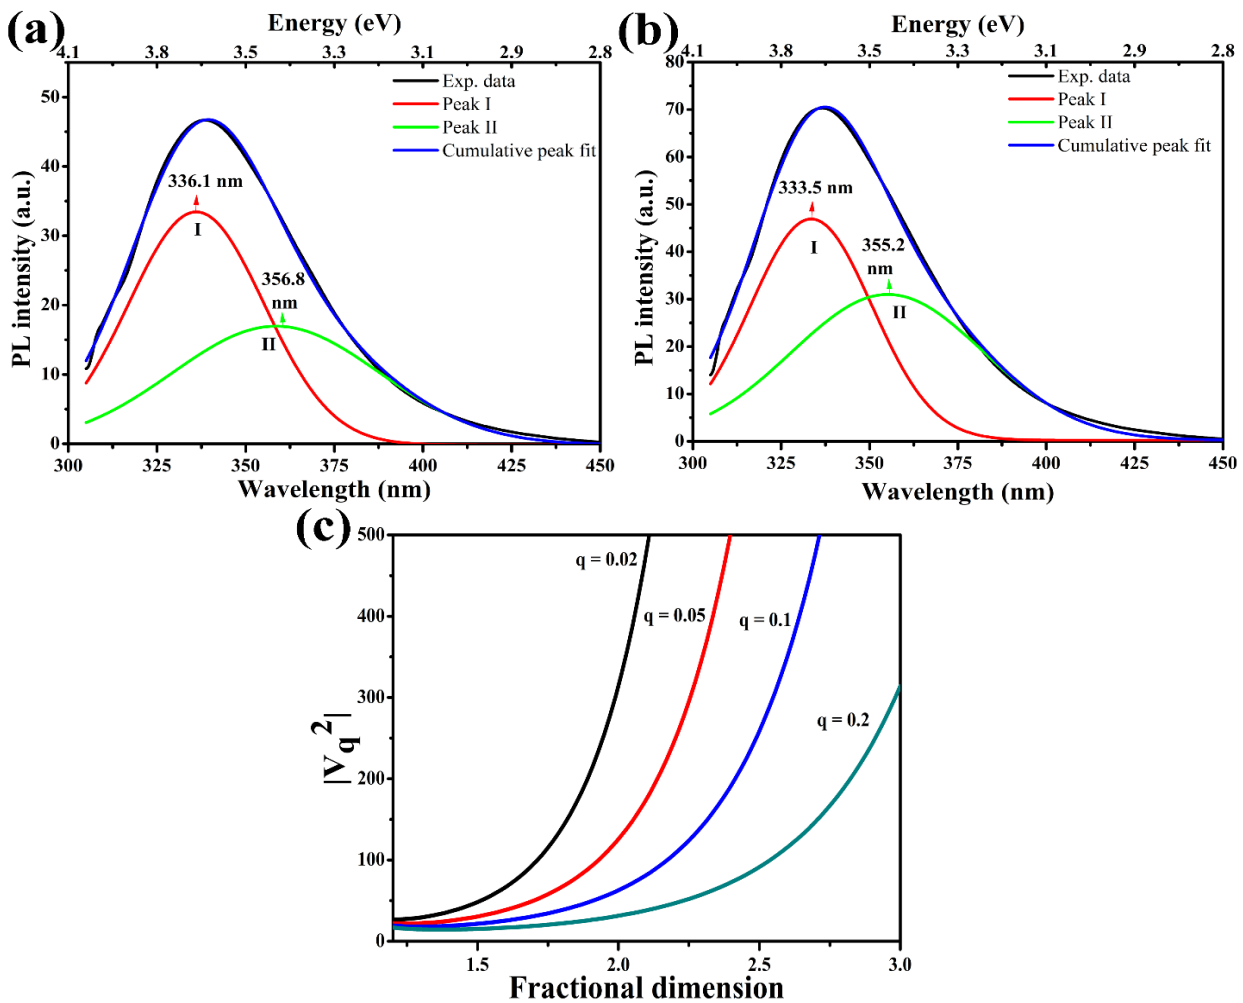 (a)
Energy (eV)
4.1 3.8 3.5 3.3 3.1 2.9 2.8
Exp. data
Peak I
Peak II
Cumulative peak fit
336.1 nm
I
356.8
nm
II
PL intensity (a.u.)
50
40
30
20
10
0
300 325 350 375 400 425 450
Wavelength (nm)
(b)
Energy (eV)
4.1 3.8 3.5 3.3 3.1 2.9 2.8
Exp. data
Peak I
Peak II
Cumulative peak fit
333.5 nm
I
355.2
nm
II
PL intensity (a.u.)
80
70
60
50
40
30
20
10
0
300 325 350 375 400 425 450
Wavelength (nm)
(c)
|Vq²|
500
400
300
200
100
0
q = 0.02
q = 0.05
q = 0.1
q = 0.2
1.5 2.0 2.5 3.0
Fractional dimension